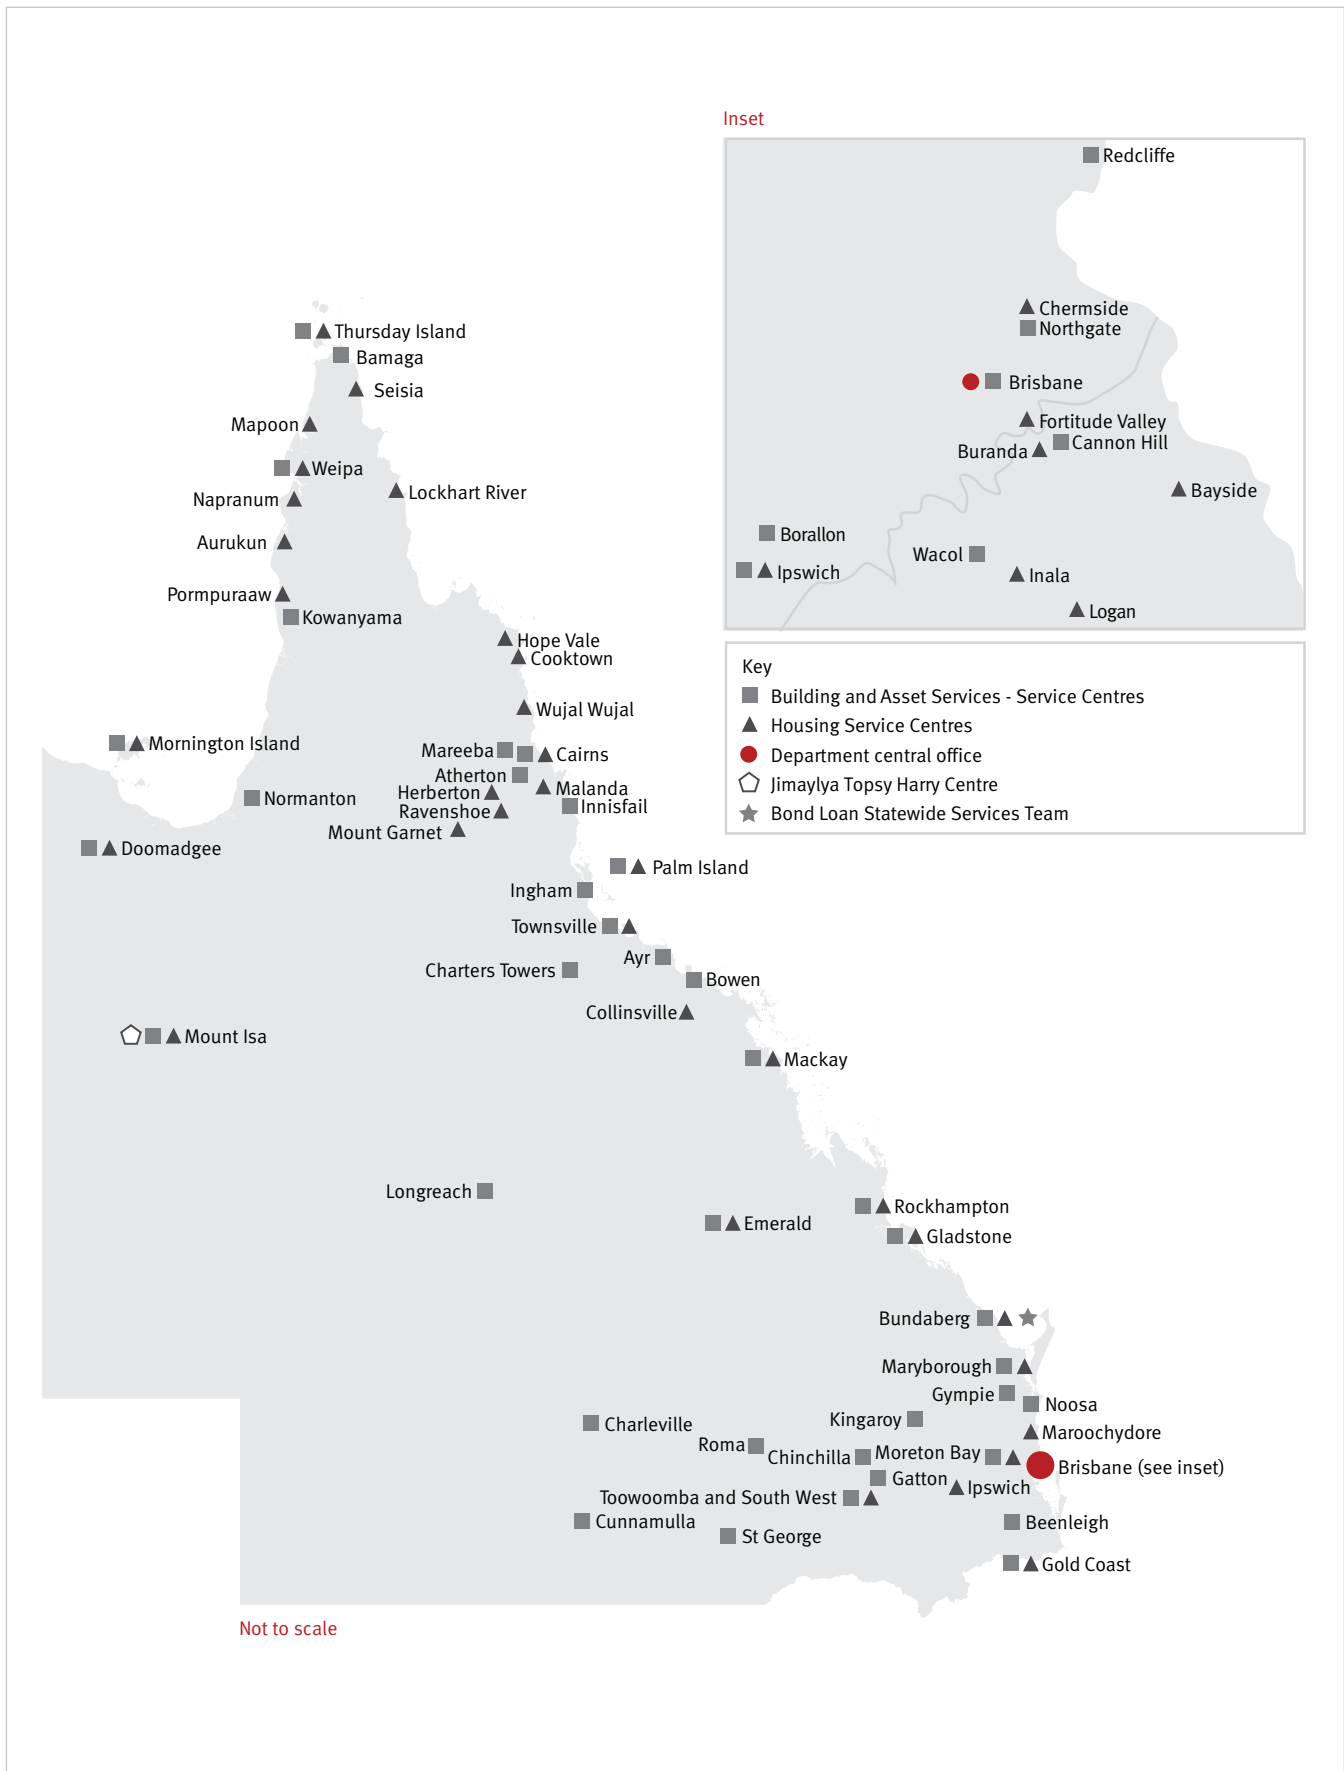 Inset
Redcliffe
Chermside
Northgate
Brisbane
Fortitude Valley
Cannon Hill
Buranda
Bayside
Borallon
Wacol
Ipswich
Inala
Logan
Key
Building and Asset Services - Service Centres
Housing Service Centres
Department central office
Jimaylya Topsy Harry Centre
Bond Loan Statewide Services Team
Thursday Island
Bamaga
Seisia
Mapoon
Weipa
Napranum
Lockhart River
Aurukun
Pormpuraaw
Kowanyama
Hope Vale
Cooktown
Wujal Wujal
Mornington Island
Mareeba
Cairns
Atherton
Malanda
Herberton
Normanton
Innisfail
Ravenshoe
Mount Garnet
Doomadgee
Palm Island
Ingham
Townsville
Ayr
Charters Towers
Bowen
Collinsville
Mount Isa
Mackay
Longreach
Rockhampton
Emerald
Gladstone
Bundaberg
Maryborough
Gympie
Noosa
Kingaroy
Charleville
Maroochydore
Roma
Moreton Bay
Chinchilla
Brisbane (see inset)
Gatton
Ipswich
Toowoomba and South West
Cunnamulla
Beenleigh
St George
Gold Coast
Not to scale